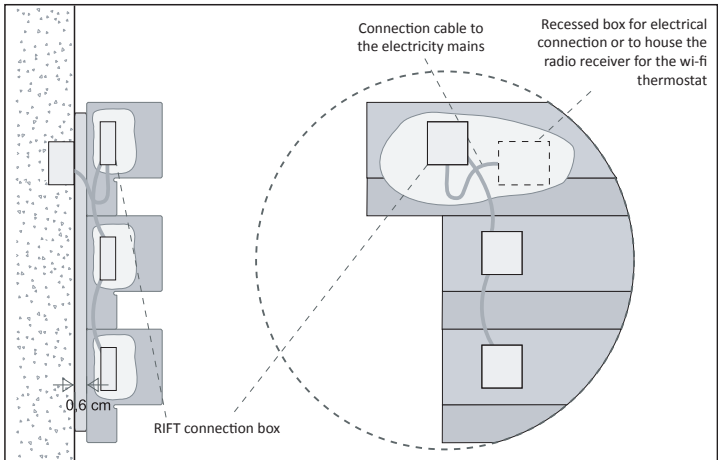 Connection cable to
the electricity mains
Recessed box for electrical
connection or to house the
radio receiver for the wi-fi
thermostat
0,6 cm
RIFT connection box